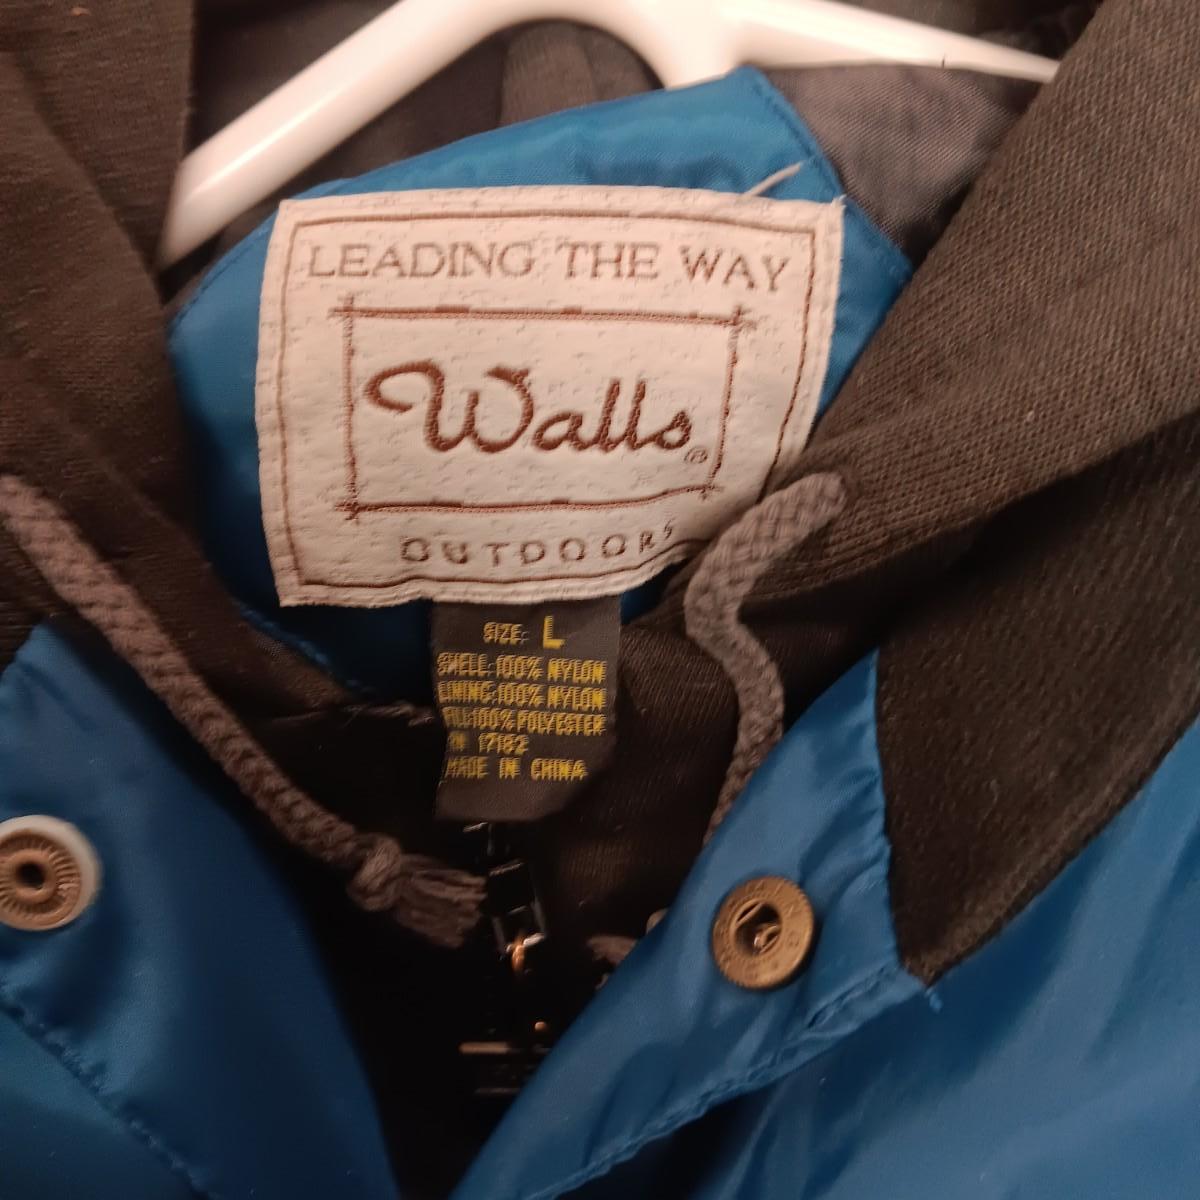 LEADING THE WAY
Walls®
OUTDOORS
SIZE: L
SHELL:100% NYLON
LINING:100% NYLON
FILL:100% POLYESTER
17182
MADE IN CHINA